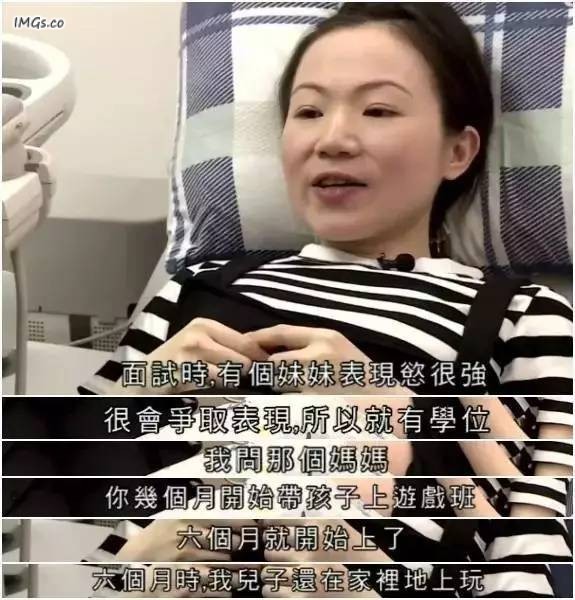 IMGs.co
面試時,有個妹妹表現慾很強
很會爭取表現,所以就有學位
我問那個媽媽
你幾個月開始帶孩子上遊戲班
六個月就開始上了
六個月時,我兒子還在家裡地上玩